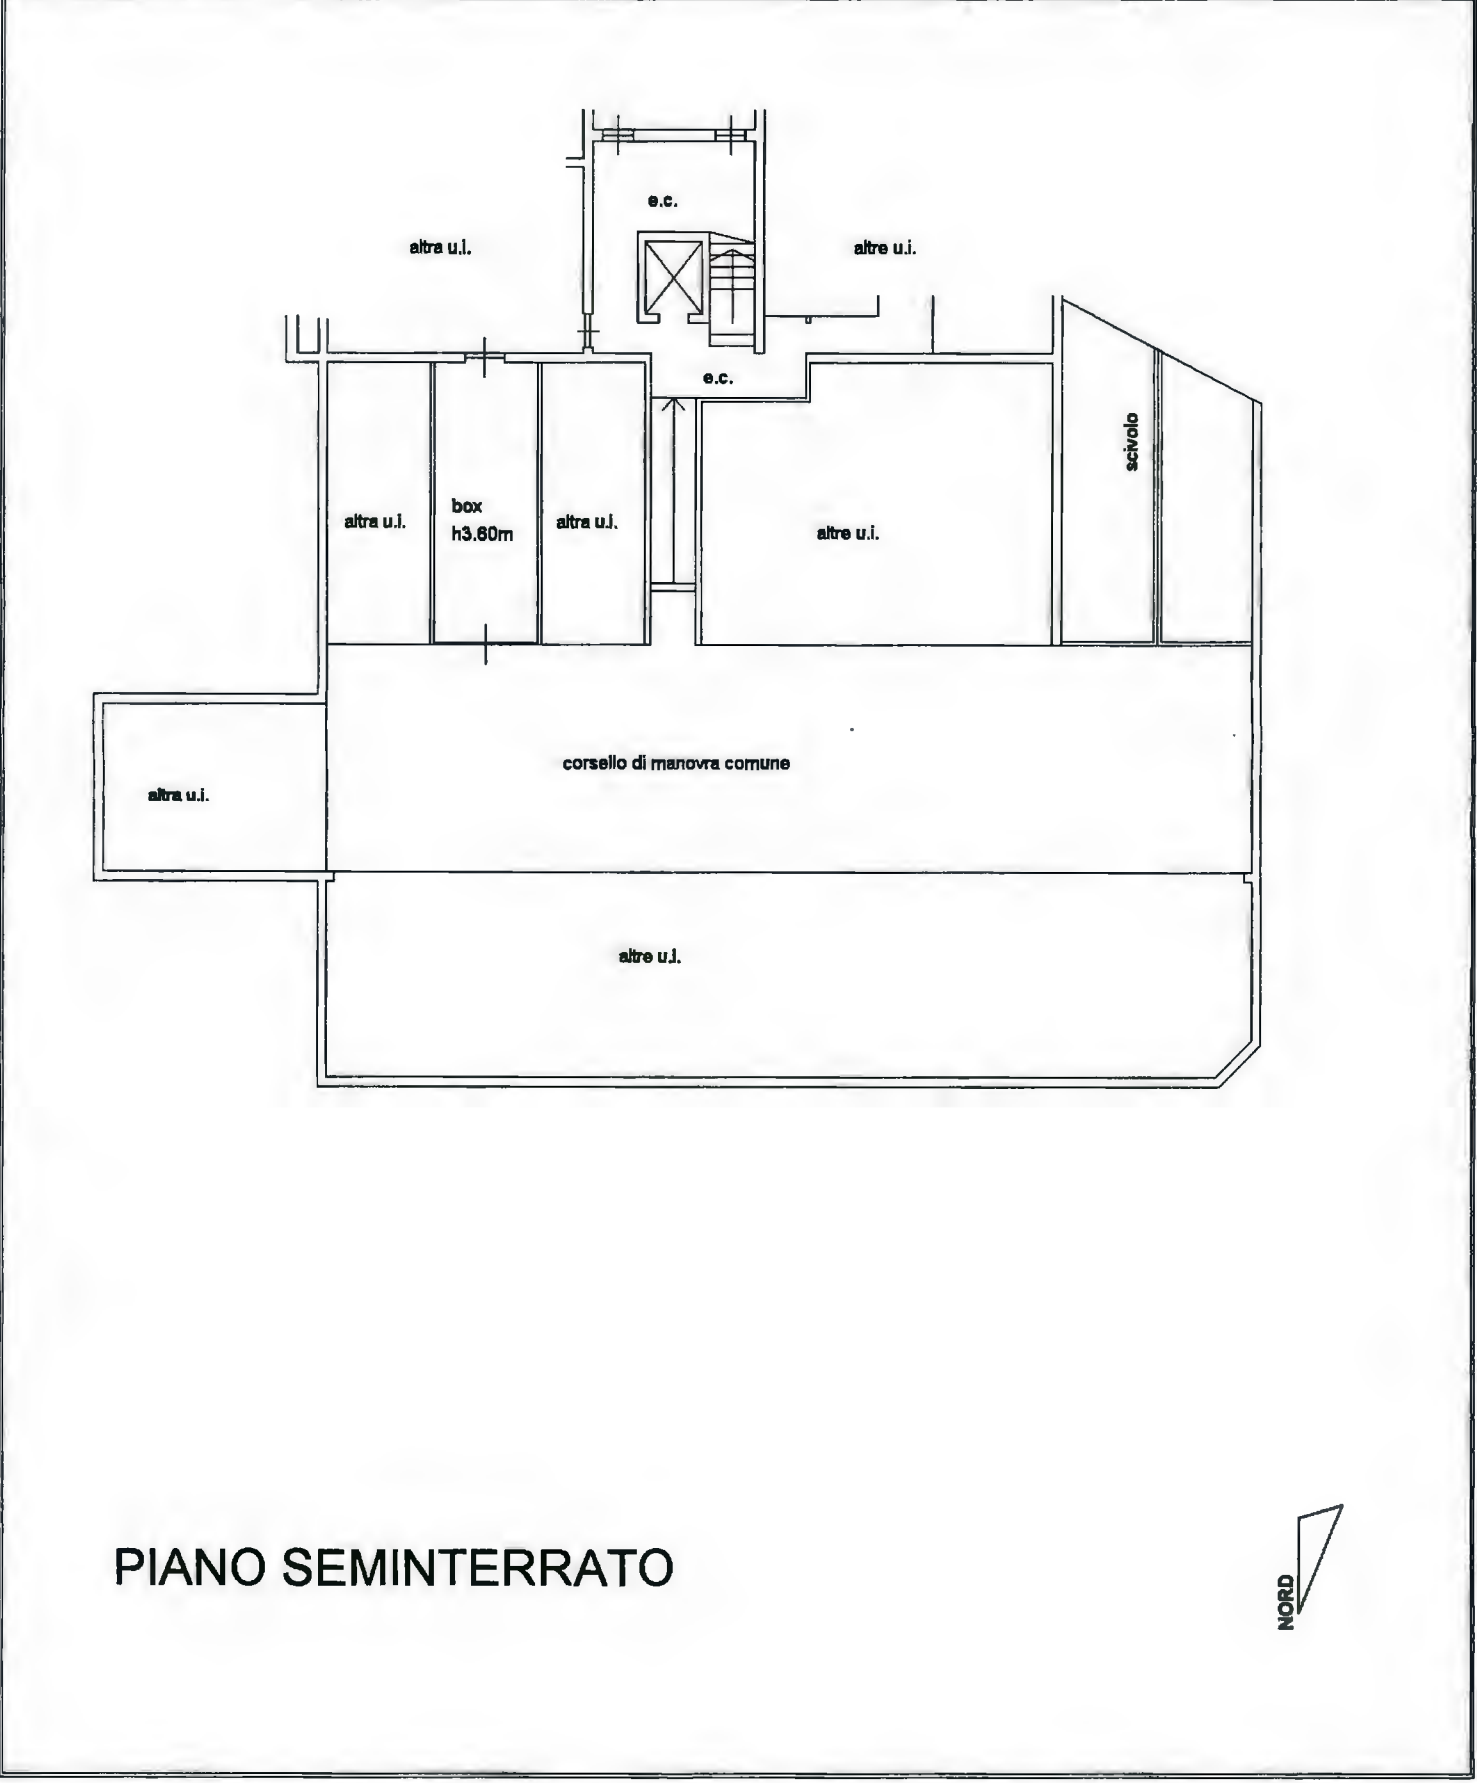 e.c.
altra u.i.
altre u.i.
e.c.
scivolo
altra u.i.
box
h3.60m
altra u.i.
altre u.i.
corsello di manovra comune
altra u.i.
altre u.i.
PIANO SEMINTERRATO
NORD